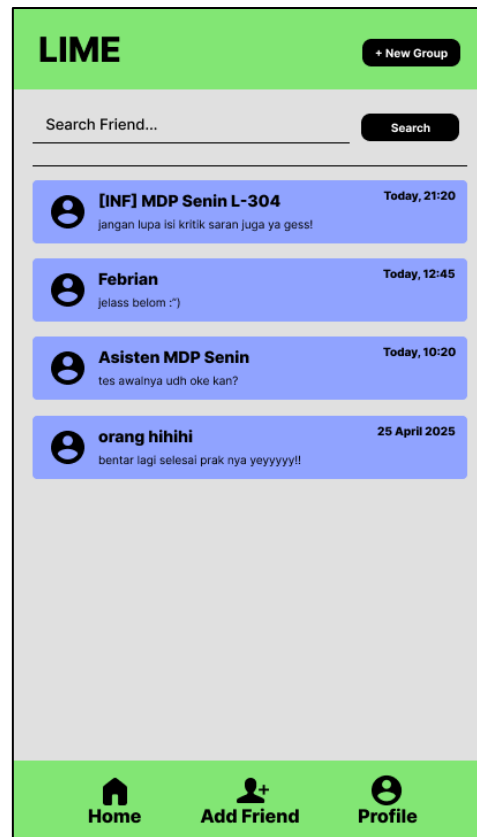 LIME
+ New Group
Search Friend...
Search
[INF] MDP Senin L-304
Today, 21:20
jangan lupa isi kritik saran juga ya gess!
Febrian
Today, 12:45
jelass belom :")
Asisten MDP Senin
Today, 10:20
tes awalnya udh oke kan?
orang hihihi
25 April 2025
bentar lagi selesai prak nya yeyyyyy!!
Home
Add Friend
Profile